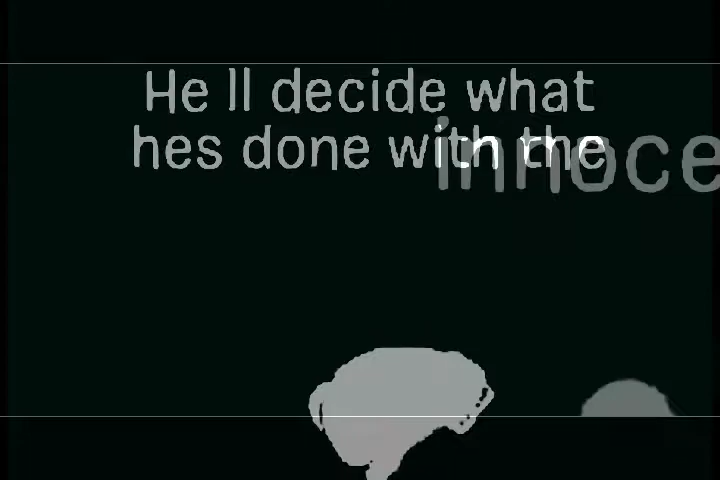 He ll decide what
hes done with the
innoce